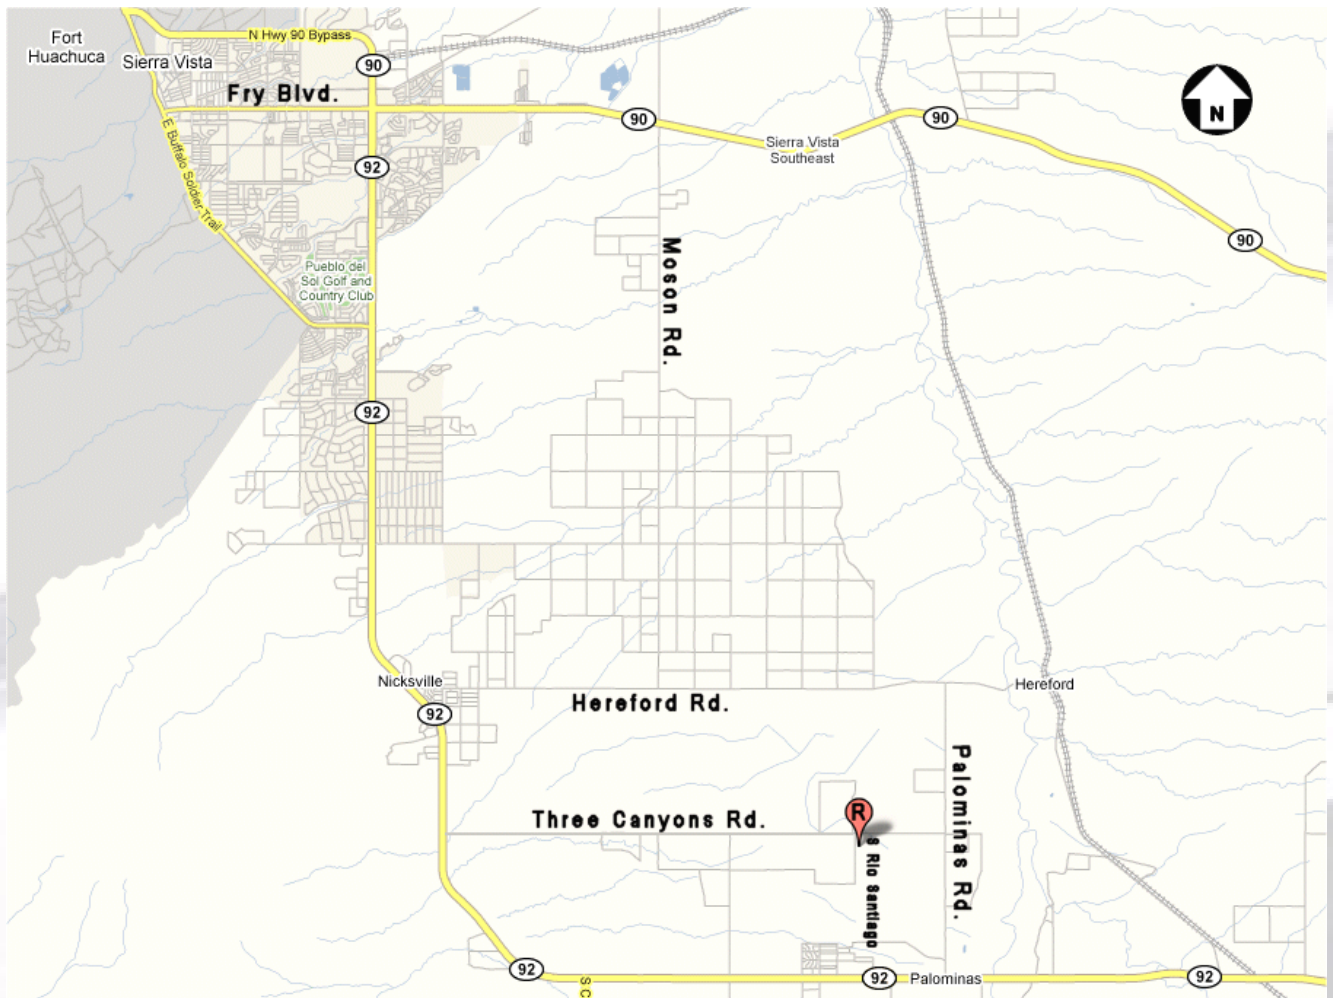 Fort
Huachuca
Sierra Vista
N Hwy 90 Bypass
90
Fry Blvd.
90
90
N
E Buffalo Soldier Trail
92
Sierra Vista
Southeast
90
Pueblo del
Sol Golf and
Country Club
Moson Rd.
92
Nicksville
Hereford
92
Hereford Rd.
Palominas Rd.
Three Canyons Rd.
R
S Rio Santiago
92
S C
92
Palominas
92